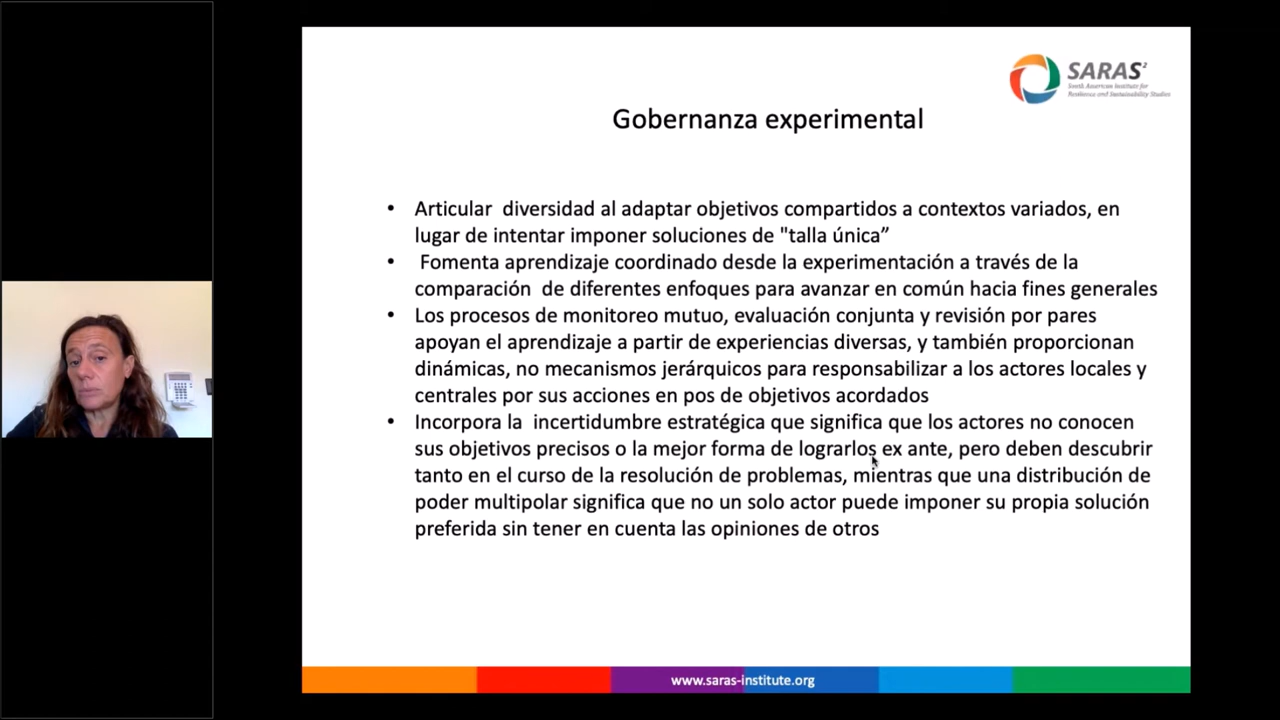 SARAS²
South American Institute for
Resilience and Sustainability Studies
Gobernanza experimental
• Articular diversidad al adaptar objetivos compartidos a contextos variados, en
lugar de intentar imponer soluciones de "talla única”
• Fomenta aprendizaje coordinado desde la experimentación a través de la
comparación de diferentes enfoques para avanzar en común hacia fines generales
• Los procesos de monitoreo mutuo, evaluación conjunta y revisión por pares
apoyan el aprendizaje a partir de experiencias diversas, y también proporcionan
dinámicas, no mecanismos jerárquicos para responsabilizar a los actores locales y
centrales por sus acciones en pos de objetivos acordados
• Incorpora la incertidumbre estratégica que significa que los actores no conocen
sus objetivos precisos o la mejor forma de lograrlos ex ante, pero deben descubrir
tanto en el curso de la resolución de problemas, mientras que una distribución de
poder multipolar significa que no un solo actor puede imponer su propia solución
preferida sin tener en cuenta las opiniones de otros
www.saras-institute.org